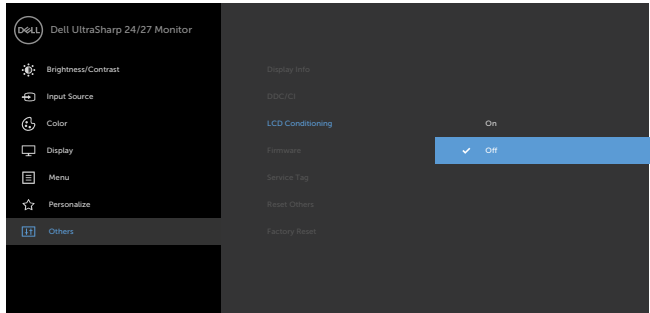 DELL Dell UltraSharp 24/27 Monitor
Brightness/Contrast
Input Source
Color
Display
Menu
Personalize
Others
Display Info
DDC/CI
LCD Conditioning
Firmware
Service Tag
Reset Others
Factory Reset
On
Off